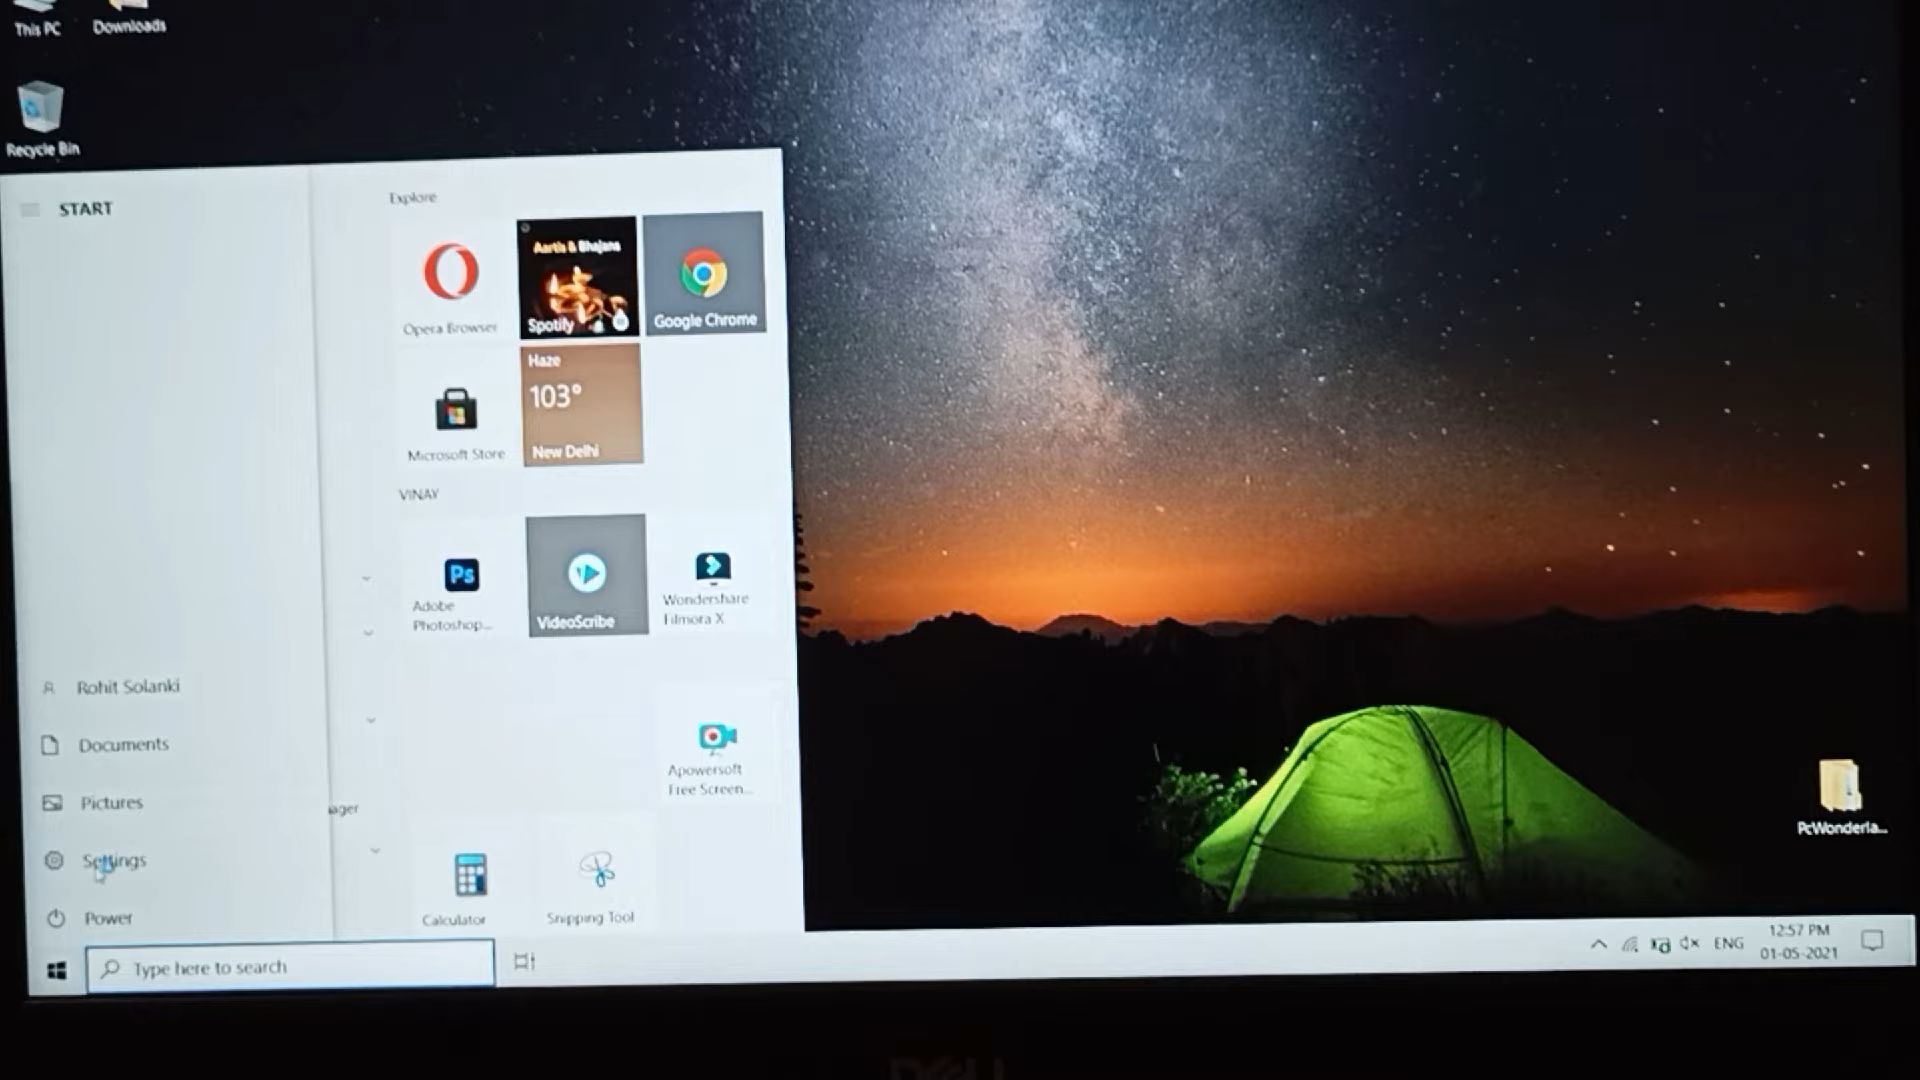 This PC
Downloads
Recycle Bin
START
Explore
Opera Browser
Aartis & Bhajans
Spotify
Google Chrome
Microsoft Store
Haze
103°
New Delhi
VINAY
Ps
Adobe
Photoshop...
VideoScribe
Wondershare
Filmora X
Rohit Solanki
Documents
Pictures
ager
Apowersoft
Free Screen...
Settings
Power
Calculator
Snipping Tool
PcWonderla...
Type here to search
ENG
12:57 PM
01-05-2021
DELL